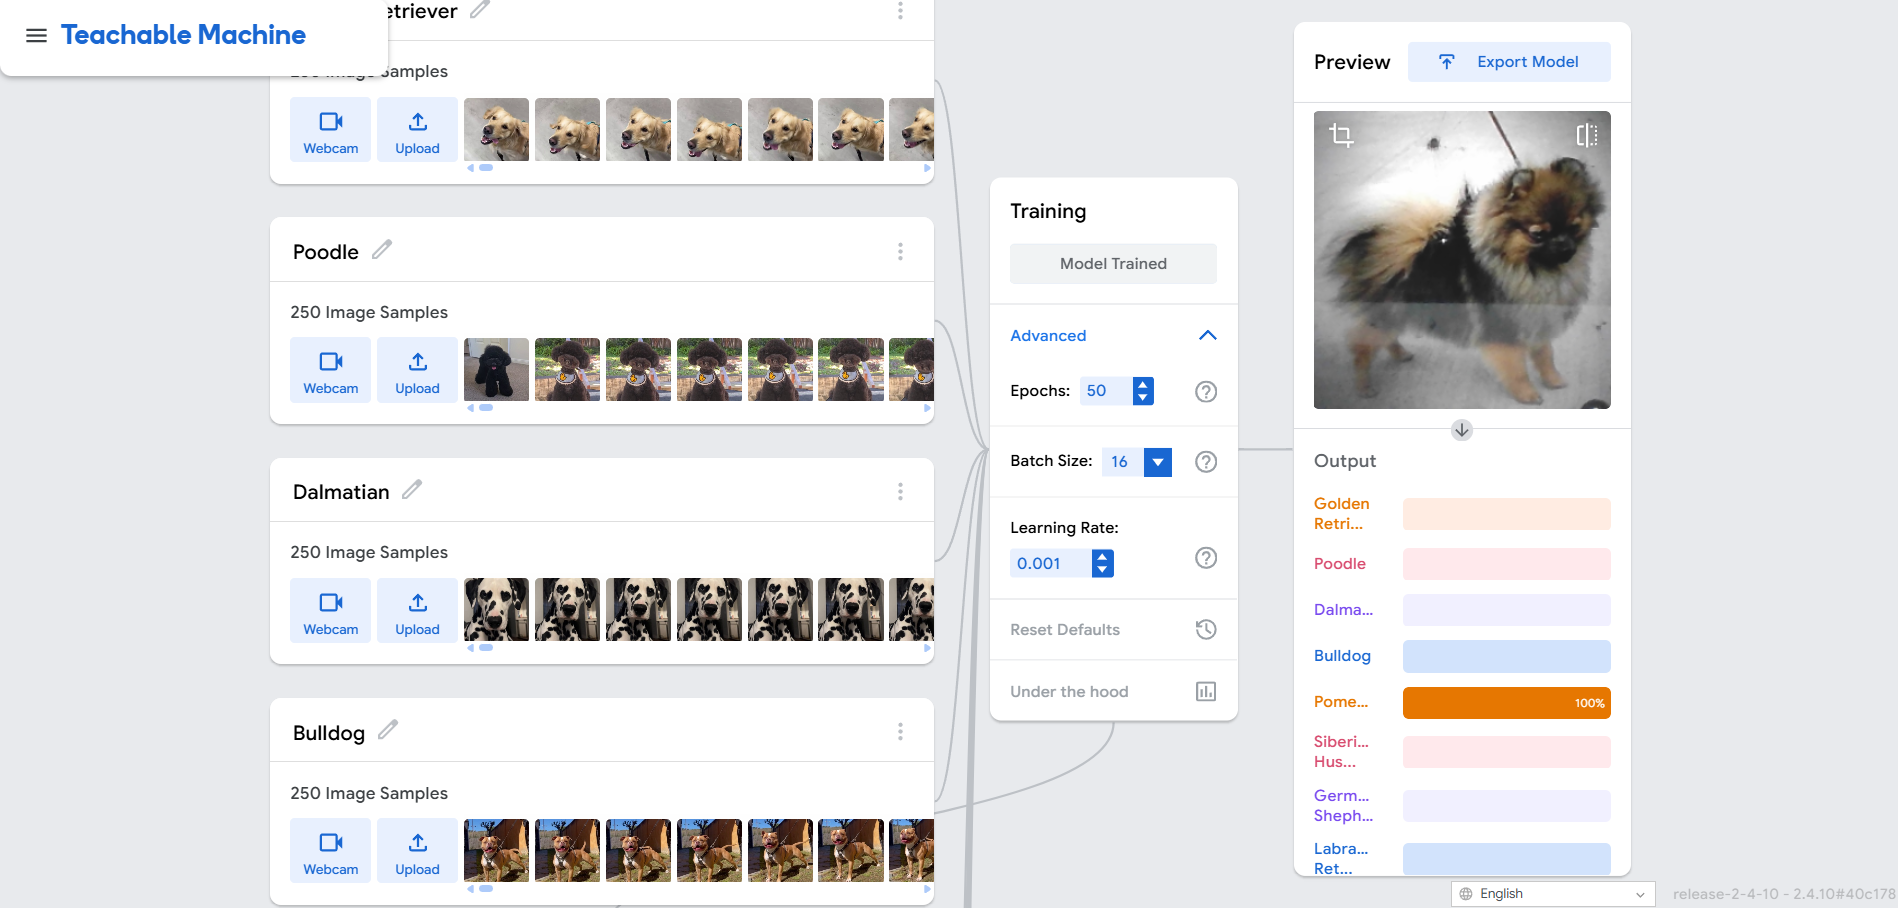 Teachable Machine
etriever
Image Samples
Webcam
Upload
Poodle
250 Image Samples
Webcam
Upload
Dalmatian
250 Image Samples
Webcam
Upload
Bulldog
250 Image Samples
Webcam
Upload
Training
Model Trained
Advanced
Epochs: 50
Batch Size: 16
Learning Rate:
0.001
Reset Defaults
Under the hood
Preview
Export Model
Output
Golden
Retri...
Poodle
Dalma...
Bulldog
Pome... 100%
Siberi...
Hus...
Germ...
Sheph...
Labra...
Ret...
English
release-2-4-10 - 2.4.10#40c178